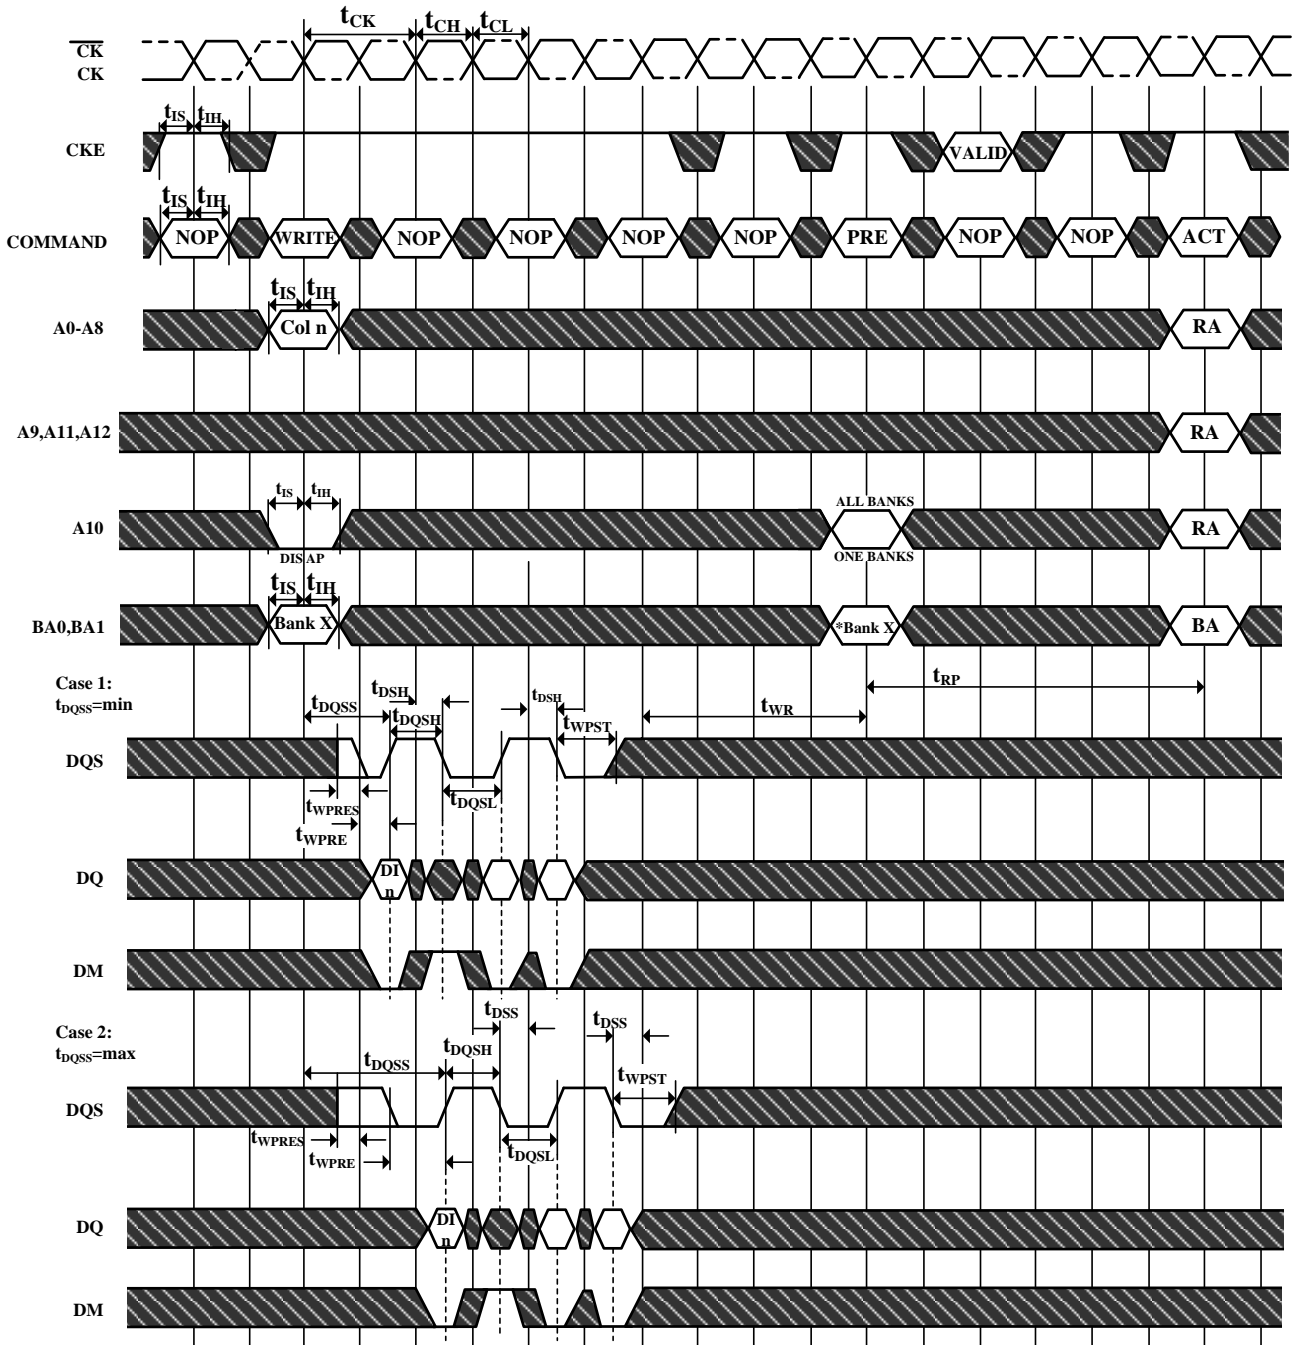 tCK tCH tCL
CK
CK
tIS tIH
CKE VALID
tIS tIH
COMMAND NOP WRITE NOP NOP NOP NOP PRE NOP NOP ACT
tIS tIH
A0-A8 Col n RA
A9,A11,A12 RA
tIS tIH
ALL BANKS
A10 RA
DIS AP ONE BANKS
tIS tIH
BA0,BA1 Bank X *Bank X BA
Case 1:
tDQSS=min
tDQSS tDSH tDQSH tDSH tWPST tWR tRP
DQS
tWPRES tDQSL
tWPRE
DQ DI
n
DM
Case 2:
tDQSS=max
tDSS tDSS
tDQSS tDQSH tWPST
DQS
tWPRES tWPRE tDQSL
DQ DI
n
DM